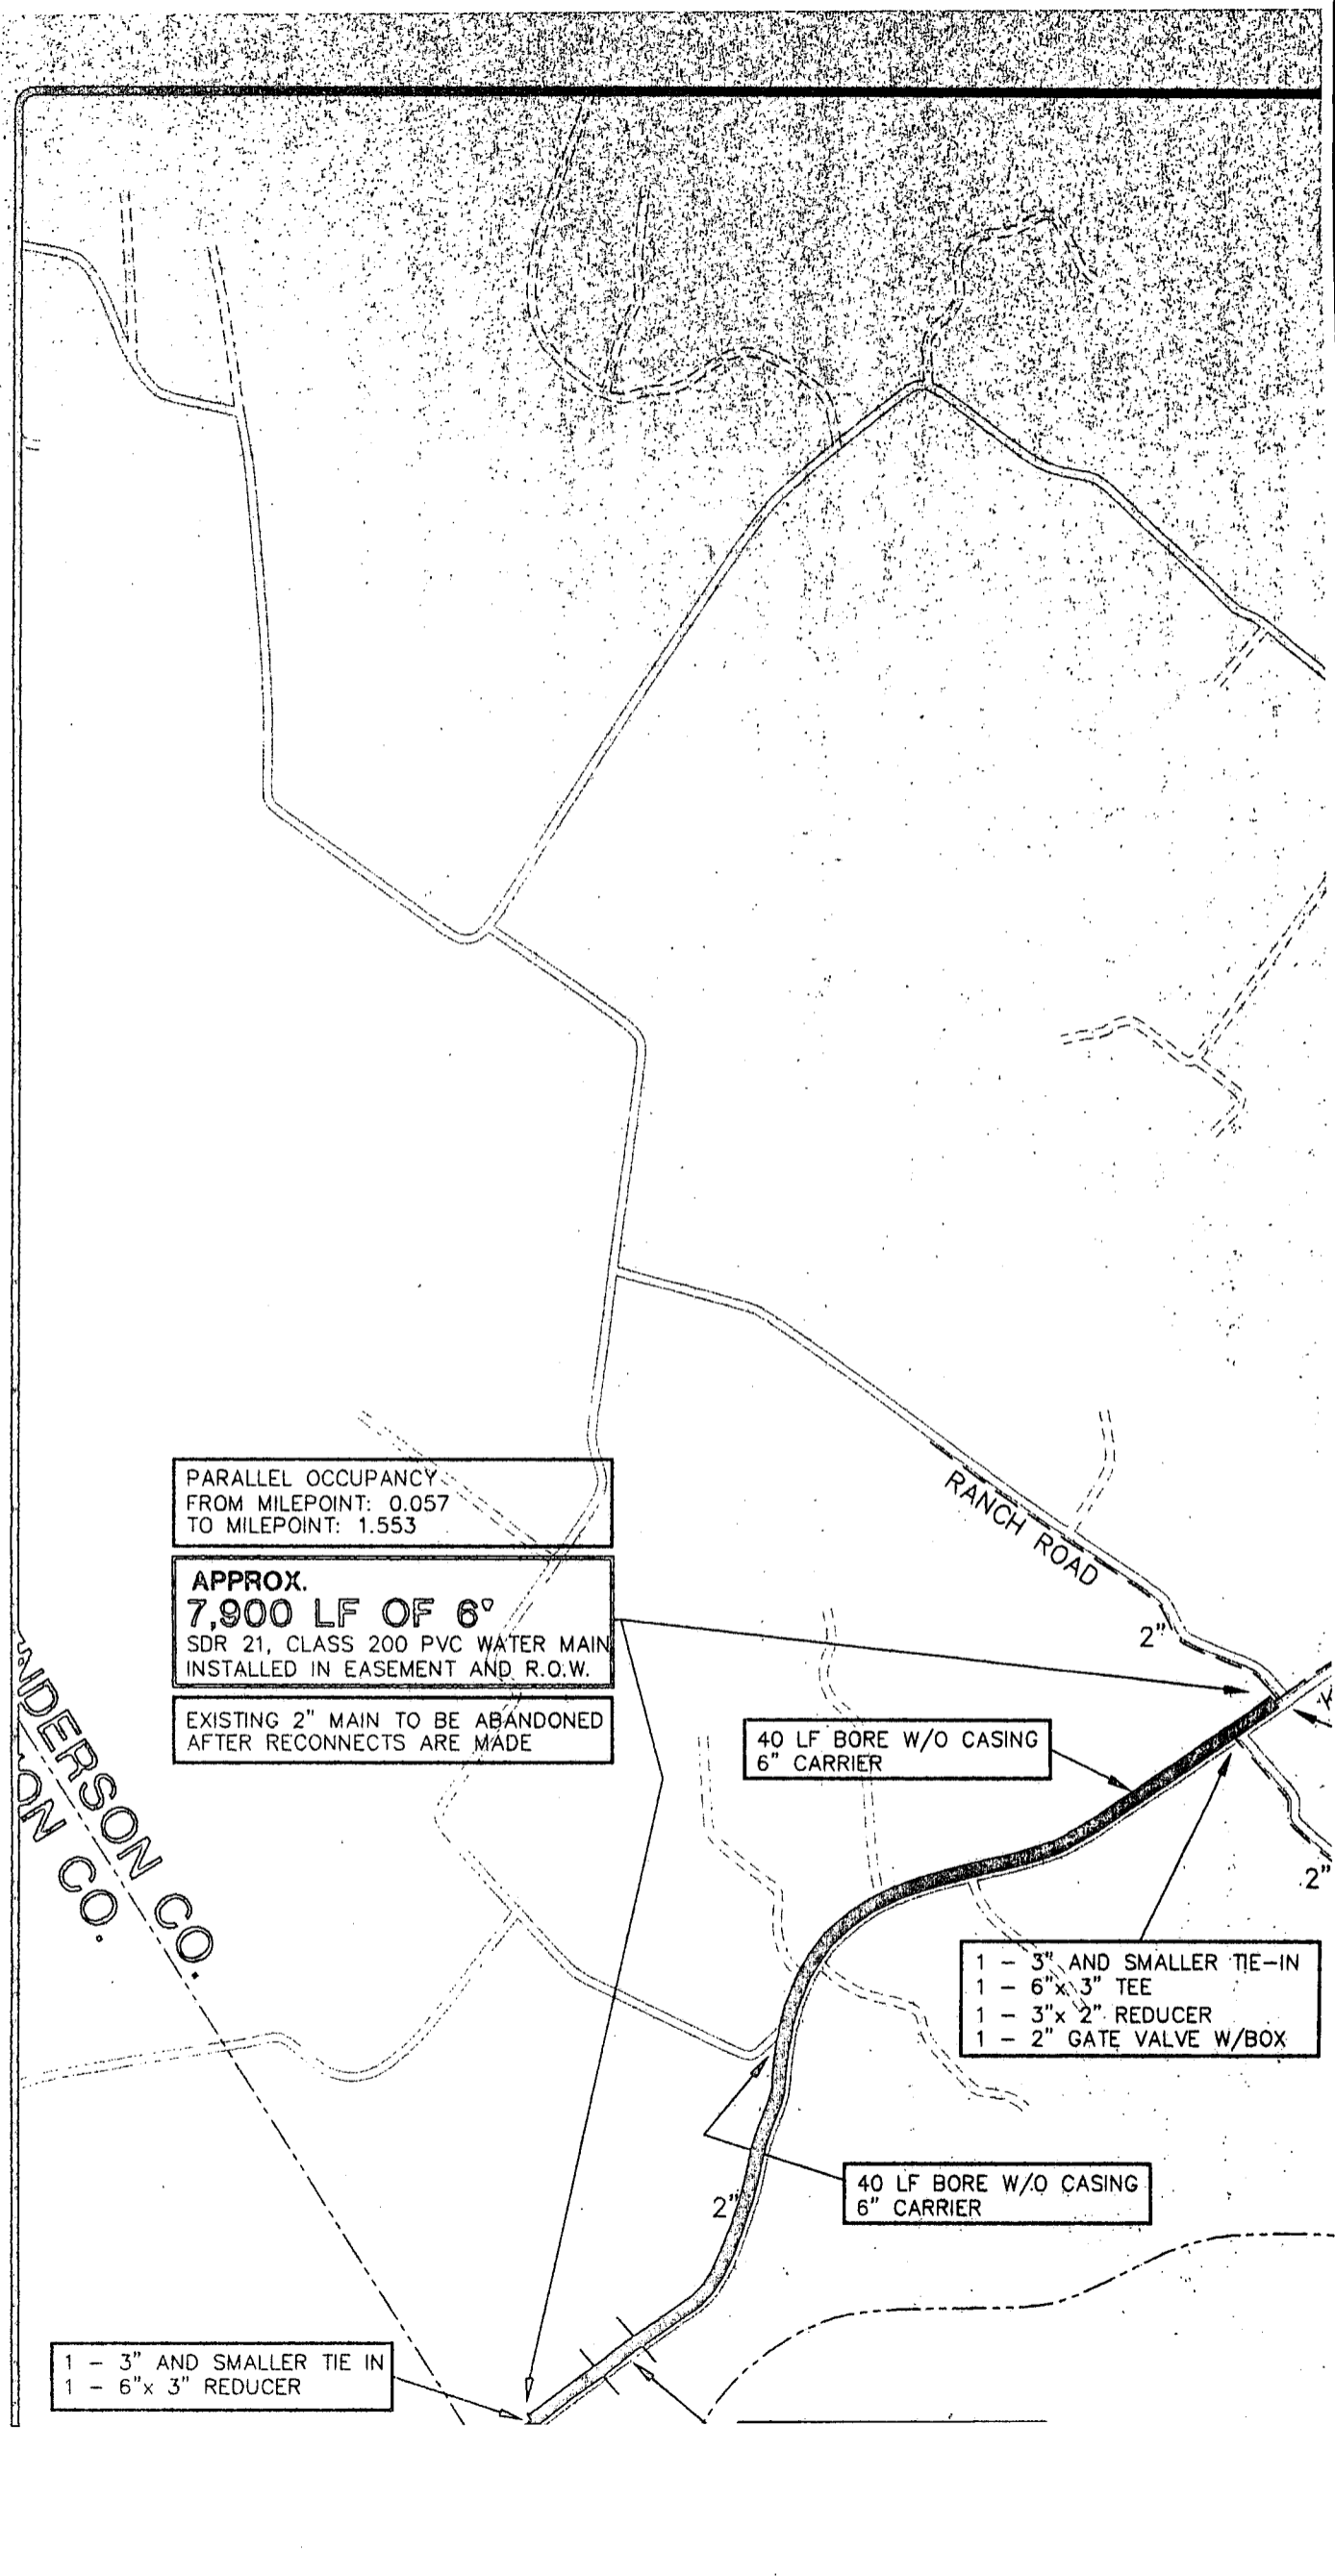 RANCH ROAD
PARALLEL OCCUPANCY
FROM MILEPOINT: 0.057
TO MILEPOINT: 1.553
APPROX.
7,900 LF OF 6"
SDR 21, CLASS 200 PVC WATER MAIN
INSTALLED IN EASEMENT AND R.O.W.
EXISTING 2" MAIN TO BE ABANDONED
AFTER RECONNECTS ARE MADE
2"
40 LF BORE W/O CASING
6" CARRIER
NDERSON CO.
ON CO.
2"
1 - 3" AND SMALLER TIE-IN
1 - 6"x 3" TEE
1 - 3"x 2" REDUCER
1 - 2" GATE VALVE W/BOX
40 LF BORE W/O CASING
6" CARRIER
2"
1 - 3" AND SMALLER TIE IN
1 - 6"x 3" REDUCER